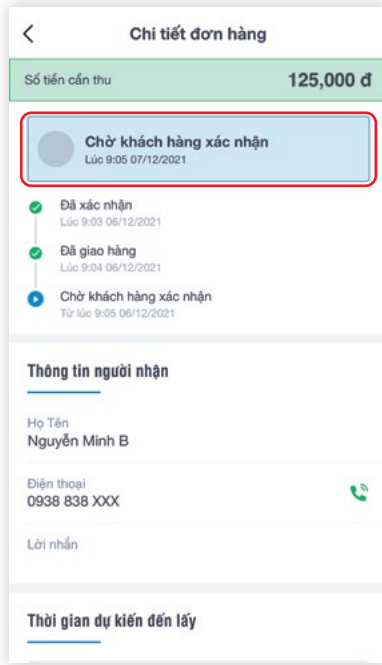 Chi tiết đơn hàng
Số tiền cần thu 125,000 đ
Chờ khách hàng xác nhận
Lúc 9:05 07/12/2021
Đã xác nhận
Lúc 9:03 06/12/2021
Đã giao hàng
Lúc 9:04 06/12/2021
Chờ khách hàng xác nhận
Từ lúc 9:05 06/12/2021
Thông tin người nhận
Họ Tên
Nguyễn Minh B
Điện thoại
0938 838 XXX
Lời nhắn
Thời gian dự kiến đến lấy